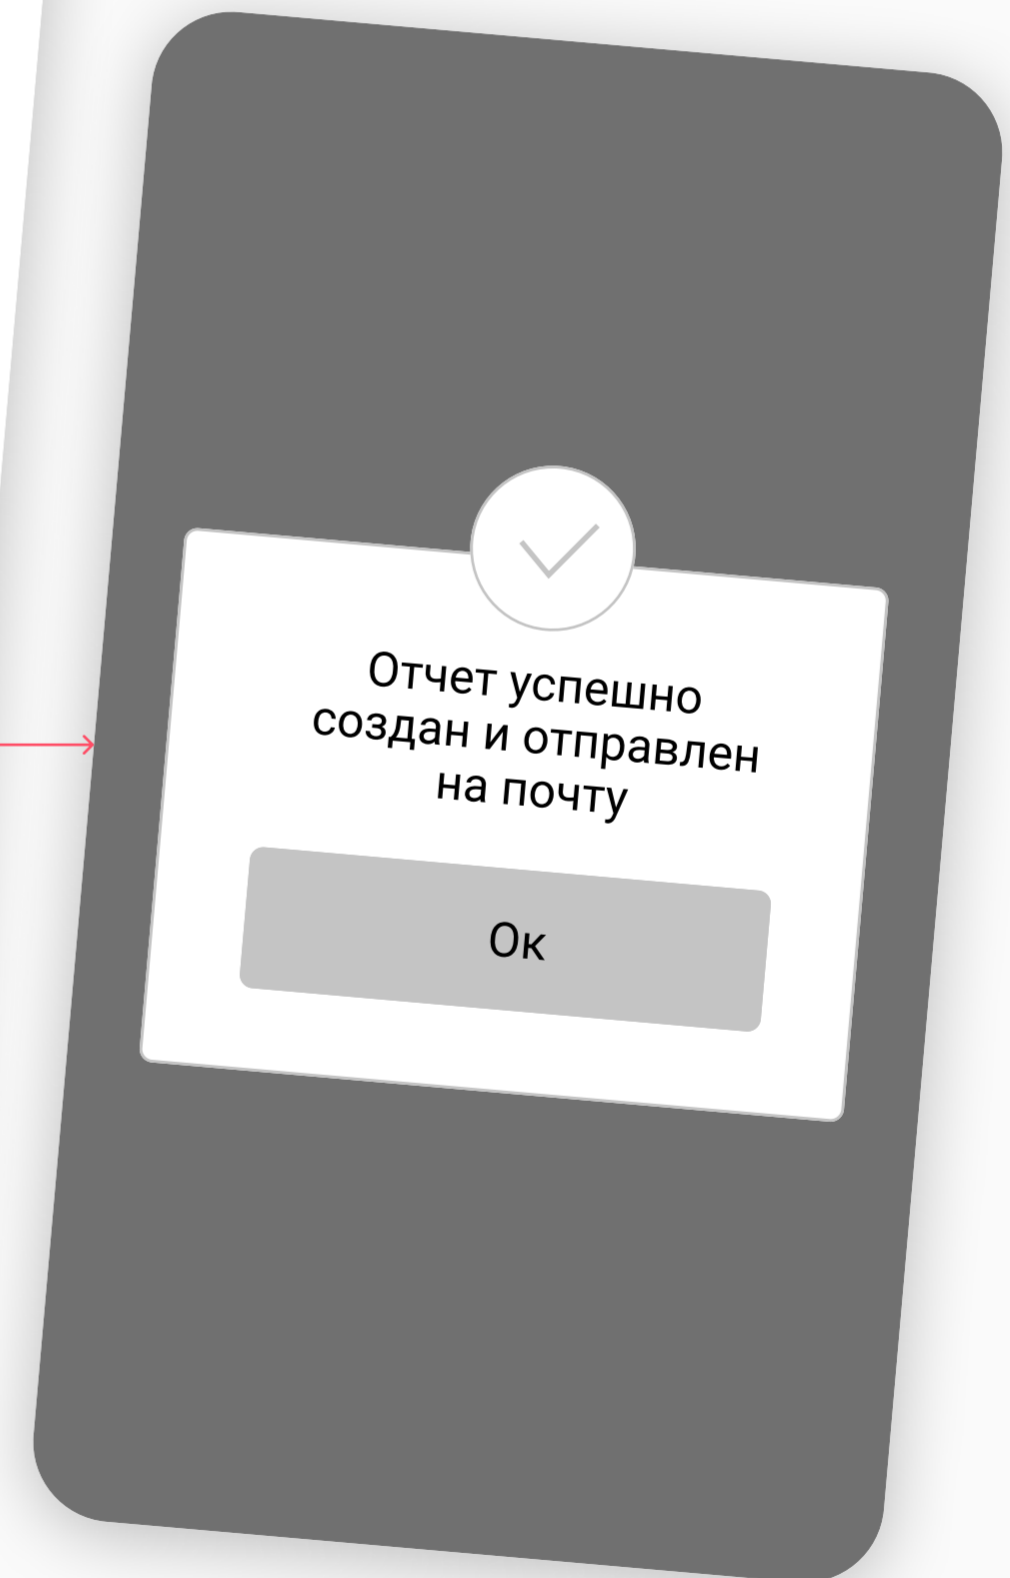 Отчет успешно
создан и отправлен
на почту
Ок